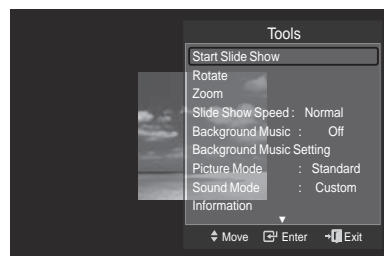 Tools
Start Slide Show
Rotate
Zoom
Slide Show Speed : Normal
Background Music : Off
Background Music Setting
Picture Mode : Standard
Sound Mode : Custom
Information
Move Enter Exit